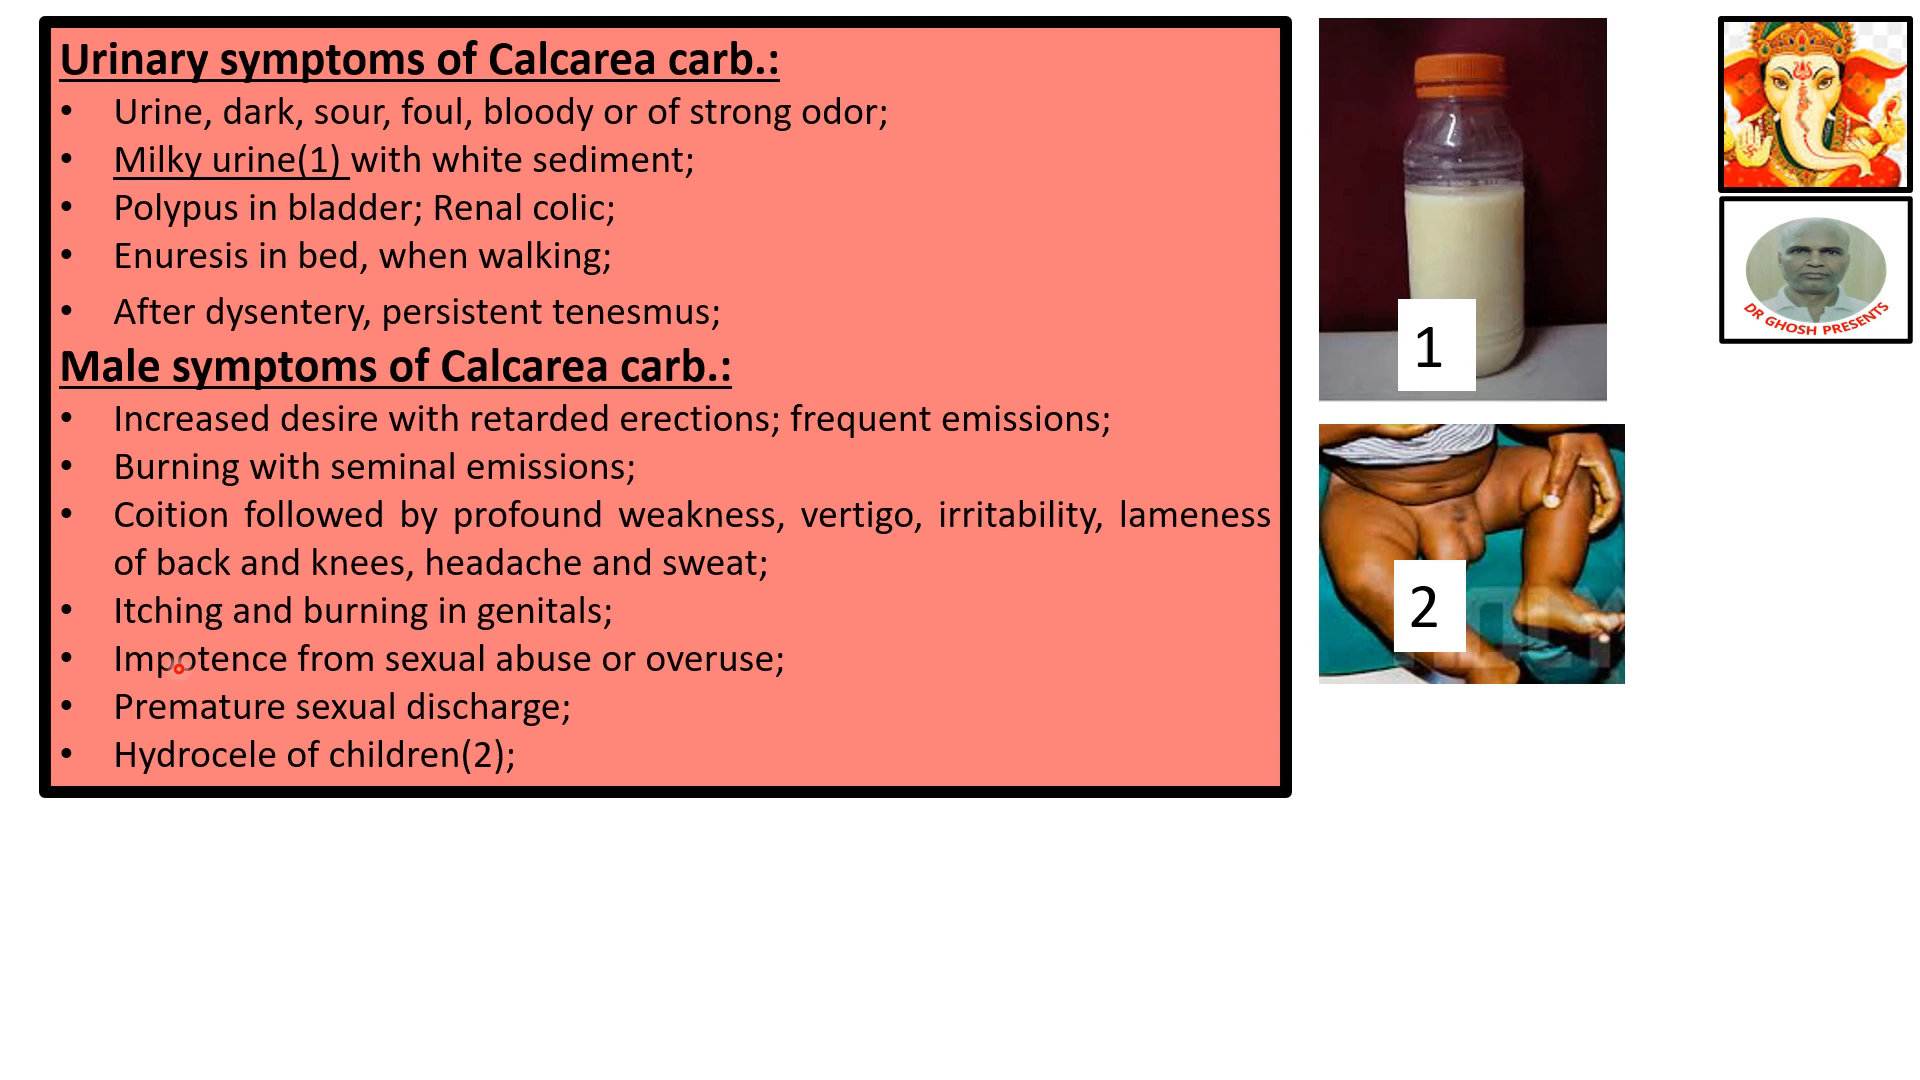 Urinary symptoms of Calcarea carb.:
• Urine, dark, sour, foul, bloody or of strong odor;
• Milky urine(1) with white sediment;
• Polypus in bladder; Renal colic;
• Enuresis in bed, when walking;
• After dysentery, persistent tenesmus;
Male symptoms of Calcarea carb.:
• Increased desire with retarded erections; frequent emissions;
• Burning with seminal emissions;
• Coition followed by profound weakness, vertigo, irritability, lameness
of back and knees, headache and sweat;
• Itching and burning in genitals;
• Impotence from sexual abuse or overuse;
• Premature sexual discharge;
• Hydrocele of children(2);
1
2
DR GHOSH PRESENTS